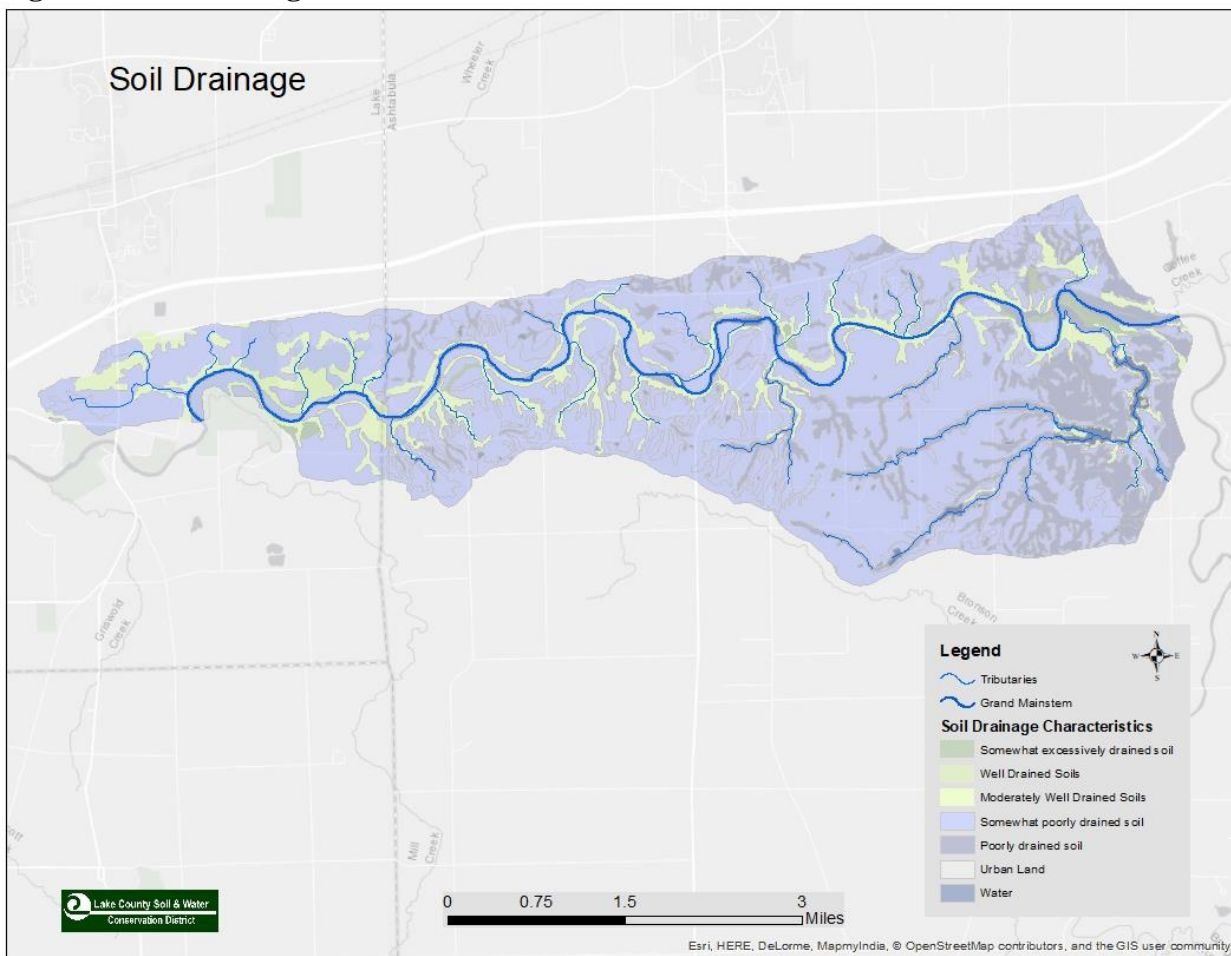 Soil Drainage
Lake
Ashtabula
Wheeler
Creek
Coffee
Creek
Griswold
Creek
Bronson
Creek
Mill
Creek
Legend
N
W
E
S
Tributaries
Grand Mainstem
Soil Drainage Characteristics
Somewhat excessively drained soil
Well Drained Soils
Moderately Well Drained Soils
Somewhat poorly drained soil
Poorly drained soil
Urban Land
Water
Lake County Soil & Water
Conservation District
0 0.75 1.5 3
Miles
Esri, HERE, DeLorme, MapmyIndia, © OpenStreetMap contributors, and the GIS user community